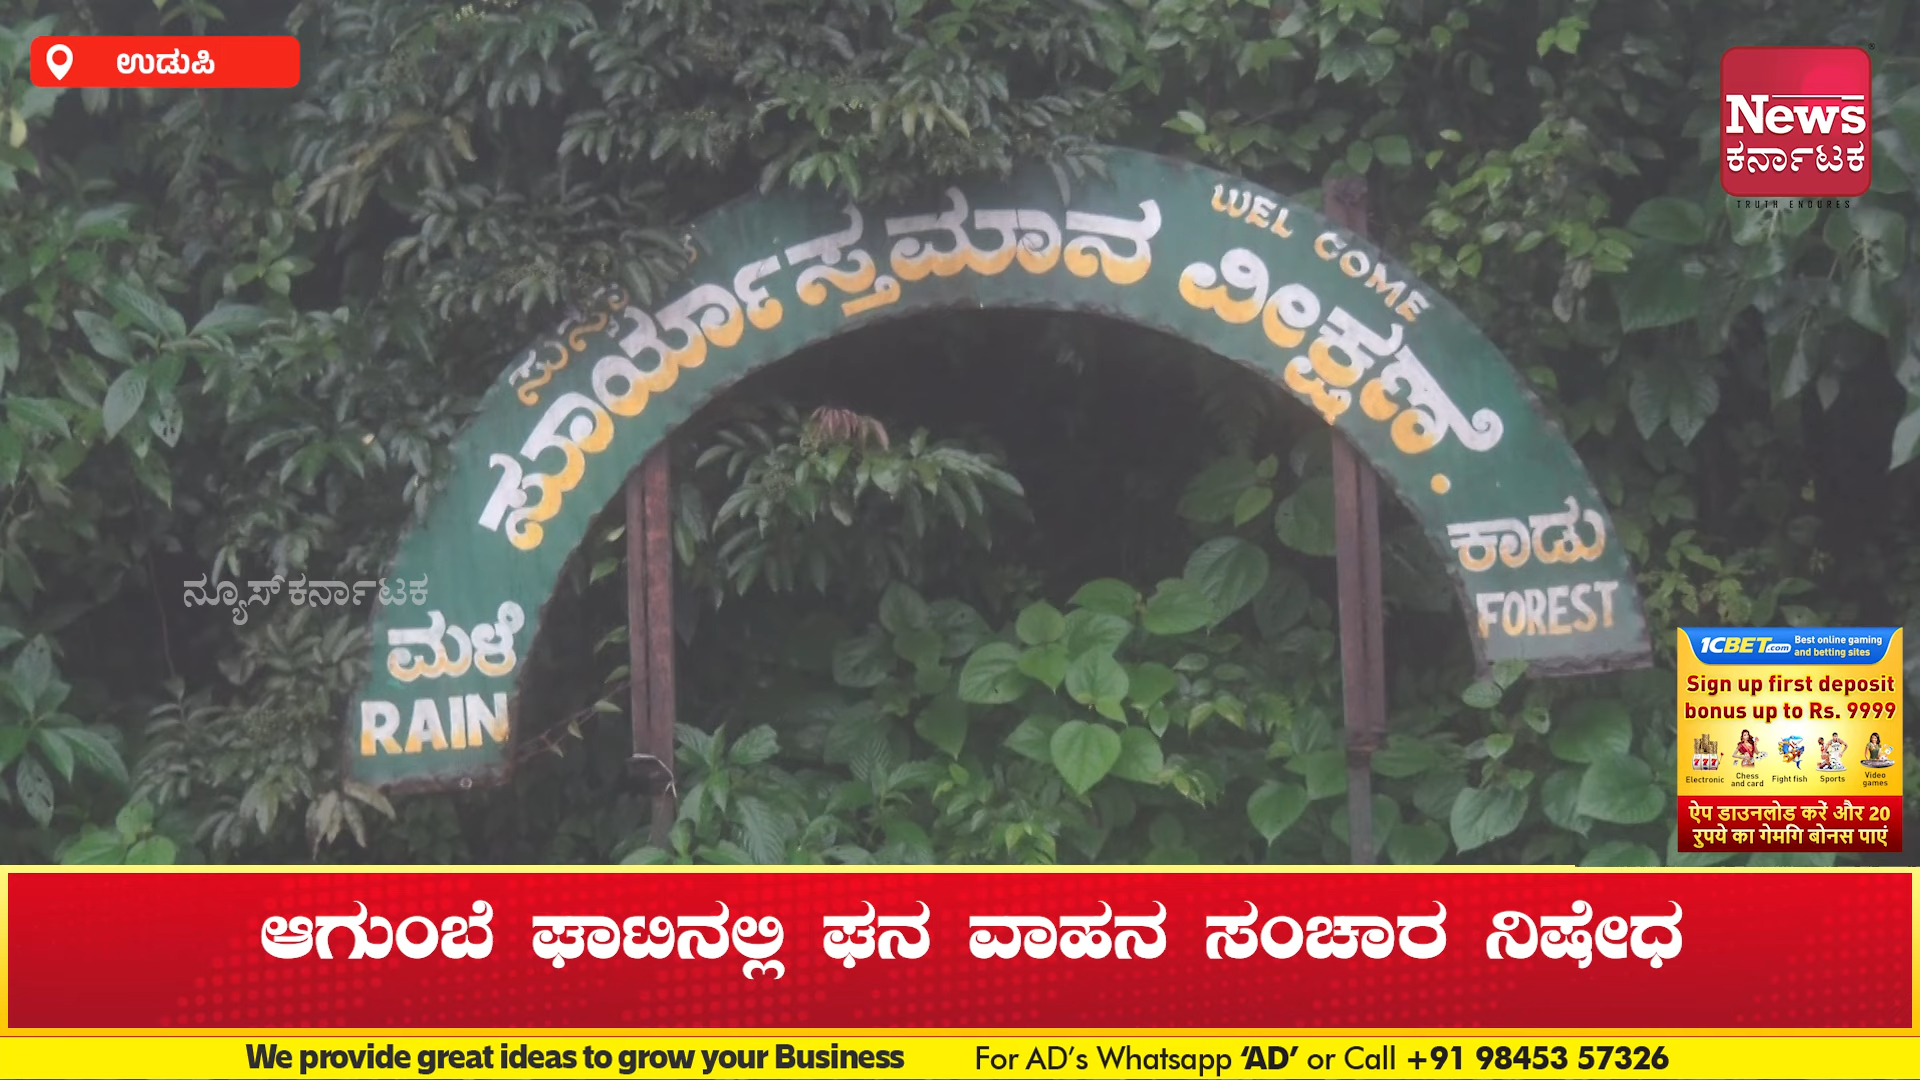 ಉಡುಪಿ
News
ಕರ್ನಾಟಕ
TRUTH ENDURES
WEL COME
ಸೂರ್ಯಾಸ್ತಮಾನ ವೀಕ್ಷಣಾ.
ಕಾಡು
FOREST
ನ್ಯೂಸ್ ಕರ್ನಾಟಕ
ಮಳೆ
RAIN
1CBET.com Best online gaming
and betting sites
Sign up first deposit
bonus up to Rs. 9999
777
Electronic Chess and card Fight fish Sports Video games
ऐप डाउनलोड करें और 20
रुपये का गेमगि बोनस पाएं
ಆಗುಂಬೆ ಘಾಟಿನಲ್ಲಿ ಘನ ವಾಹನ ಸಂಚಾರ ನಿಷೇಧ
We provide great ideas to grow your Business For AD's Whatsapp 'AD' or Call +91 98453 57326